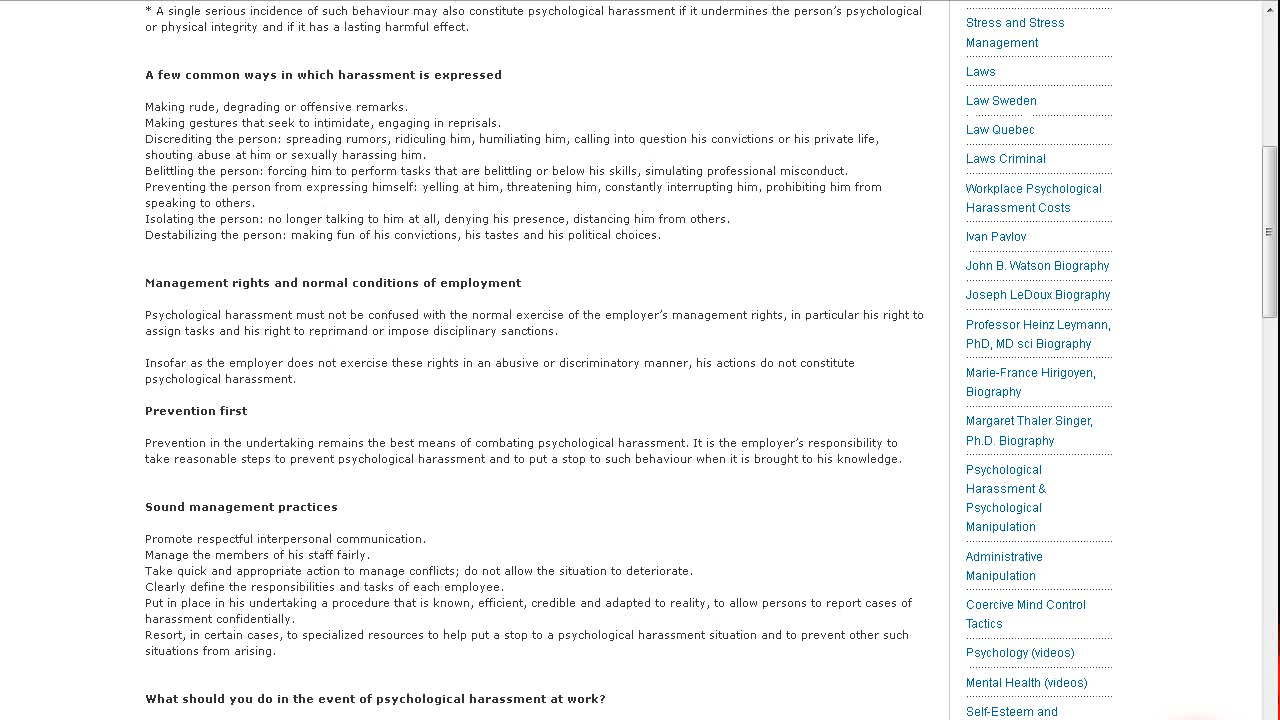 * A single serious incidence of such behaviour may also constitute psychological harassment if it undermines the person's psychological
or physical integrity and if it has a lasting harmful effect.
A few common ways in which harassment is expressed
Making rude, degrading or offensive remarks.
Making gestures that seek to intimidate, engaging in reprisals.
Discrediting the person: spreading rumors, ridiculing him, humiliating him, calling into question his convictions or his private life,
shouting abuse at him or sexually harassing him.
Belittling the person: forcing him to perform tasks that are belittling or below his skills, simulating professional misconduct.
Preventing the person from expressing himself: yelling at him, threatening him, constantly interrupting him, prohibiting him from
speaking to others.
Isolating the person: no longer talking to him at all, denying his presence, distancing him from others.
Destabilizing the person: making fun of his convictions, his tastes and his political choices.
Management rights and normal conditions of employment
Psychological harassment must not be confused with the normal exercise of the employer's management rights, in particular his right to
assign tasks and his right to reprimand or impose disciplinary sanctions.
Insofar as the employer does not exercise these rights in an abusive or discriminatory manner, his actions do not constitute
psychological harassment.
Prevention first
Prevention in the undertaking remains the best means of combating psychological harassment. It is the employer's responsibility to
take reasonable steps to prevent psychological harassment and to put a stop to such behaviour when it is brought to his knowledge.
Sound management practices
Promote respectful interpersonal communication.
Manage the members of his staff fairly.
Take quick and appropriate action to manage conflicts; do not allow the situation to deteriorate.
Clearly define the responsibilities and tasks of each employee.
Put in place in his undertaking a procedure that is known, efficient, credible and adapted to reality, to allow persons to report cases of
harassment confidentially.
Resort, in certain cases, to specialized resources to help put a stop to a psychological harassment situation and to prevent other such
situations from arising.
What should you do in the event of psychological harassment at work?
Stress and Stress
Management
Laws
Law Sweden
Law Quebec
Laws Criminal
Workplace Psychological
Harassment Costs
Ivan Pavlov
John B. Watson Biography
Joseph LeDoux Biography
Professor Heinz Leymann,
PhD, MD sci Biography
Marie-France Hirigoyen,
Biography
Margaret Thaler Singer,
Ph.D. Biography
Psychological
Harassment &
Psychological
Manipulation
Administrative
Manipulation
Coercive Mind Control
Tactics
Psychology (videos)
Mental Health (videos)
Self-Esteem and